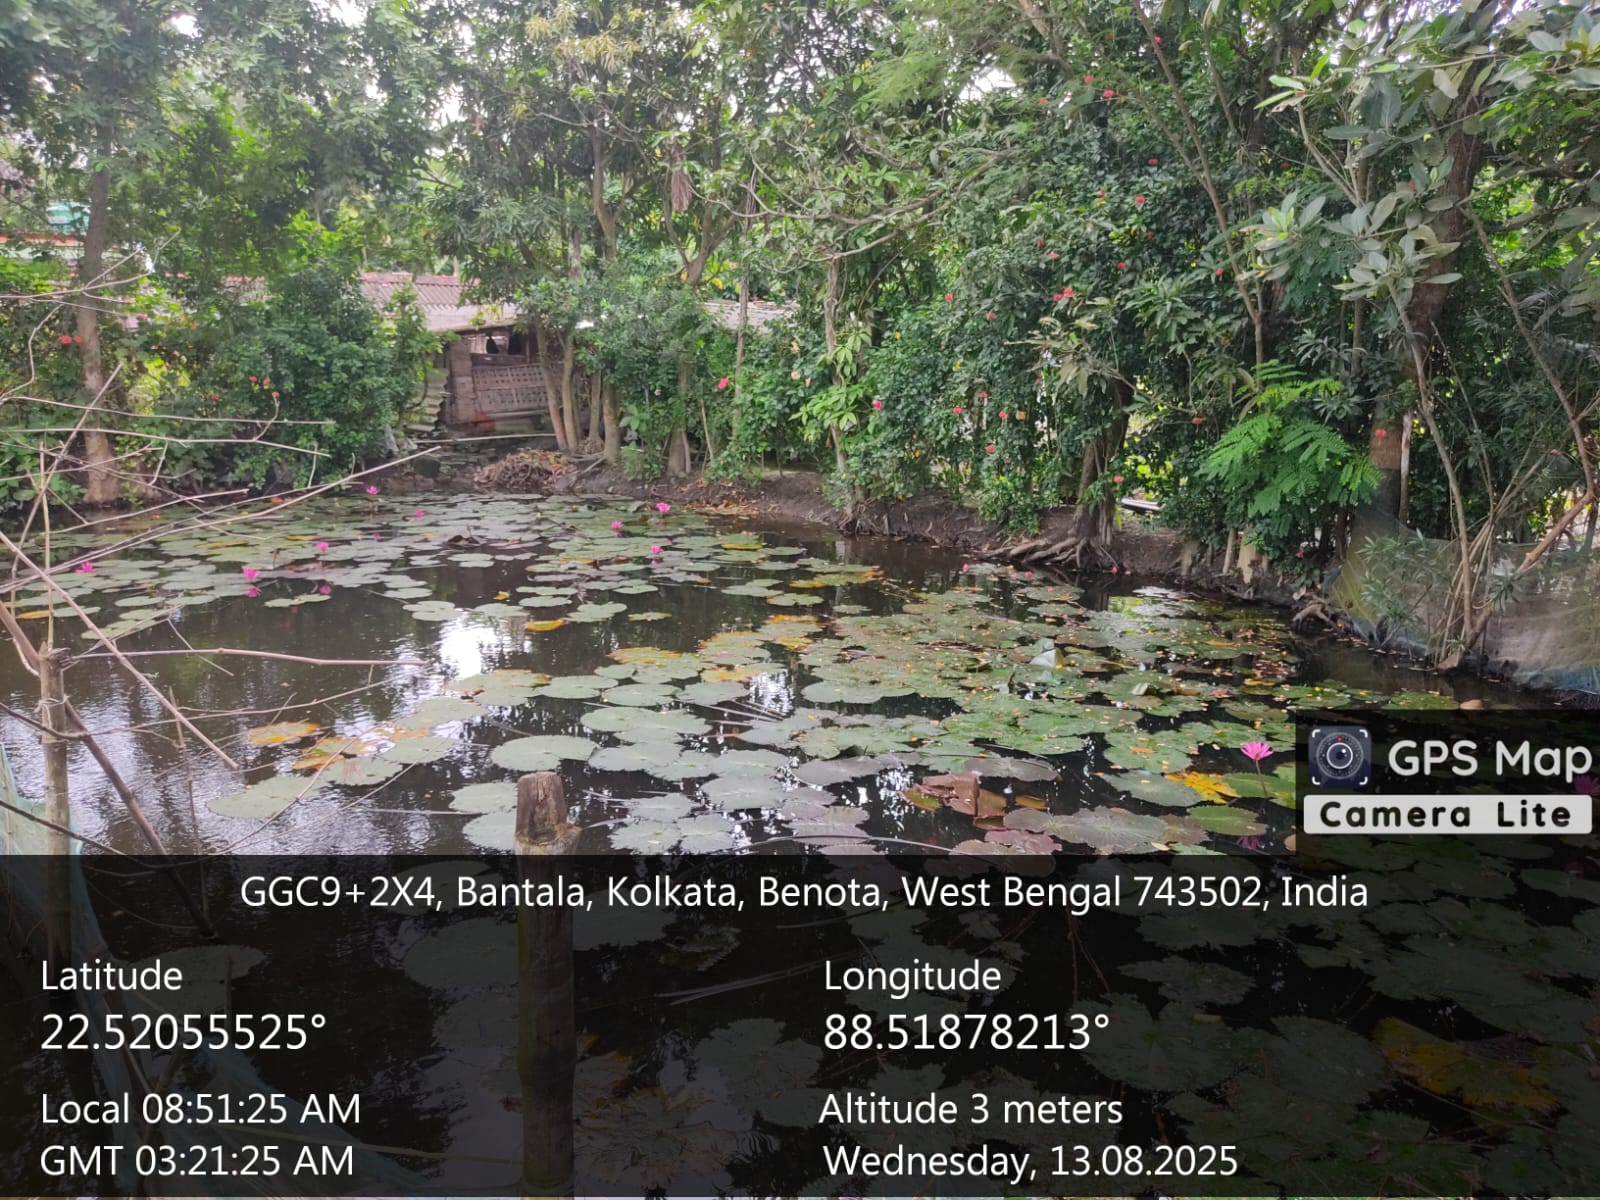 GPS Map
Camera Lite
GGC9+2X4, Bantala, Kolkata, Benota, West Bengal 743502, India
Latitude
22.52055525°
Longitude
88.51878213°
Local 08:51:25 AM
GMT 03:21:25 AM
Altitude 3 meters
Wednesday, 13.08.2025